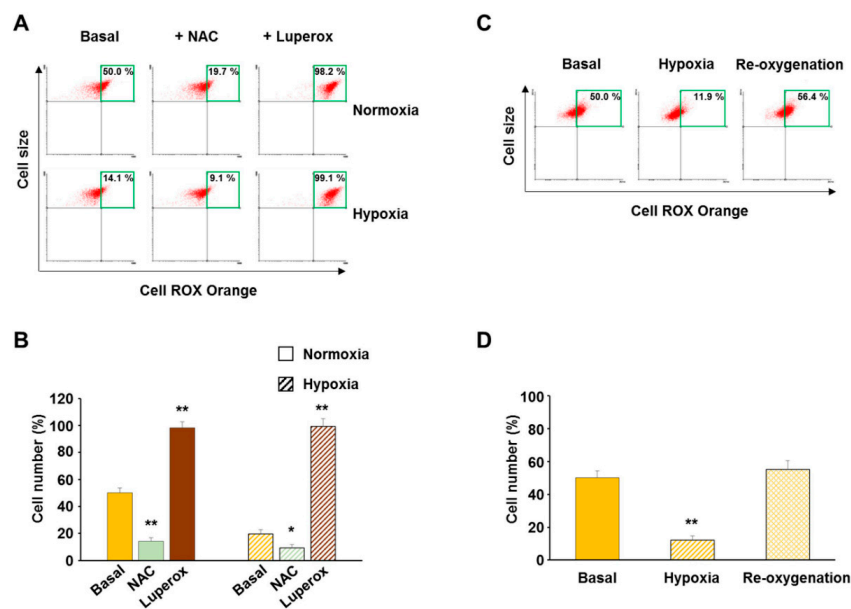 A
Basal
+ NAC
+ Luperox
50.0 %
19.7 %
98.2 %
Normoxia
14.1 %
9.1 %
99.1 %
Hypoxia
Cell size
Cell ROX Orange
C
Basal
Hypoxia
Re-oxygenation
50.0 %
11.9 %
56.4 %
Cell size
Cell ROX Orange
B
Normoxia
Hypoxia
Cell number (%)
120
100
80
60
40
20
0
**
**
*
**
Basal
NAC
Luperox
Basal
NAC
Luperox
D
Cell number (%)
100
80
60
40
20
0
**
Basal
Hypoxia
Re-oxygenation